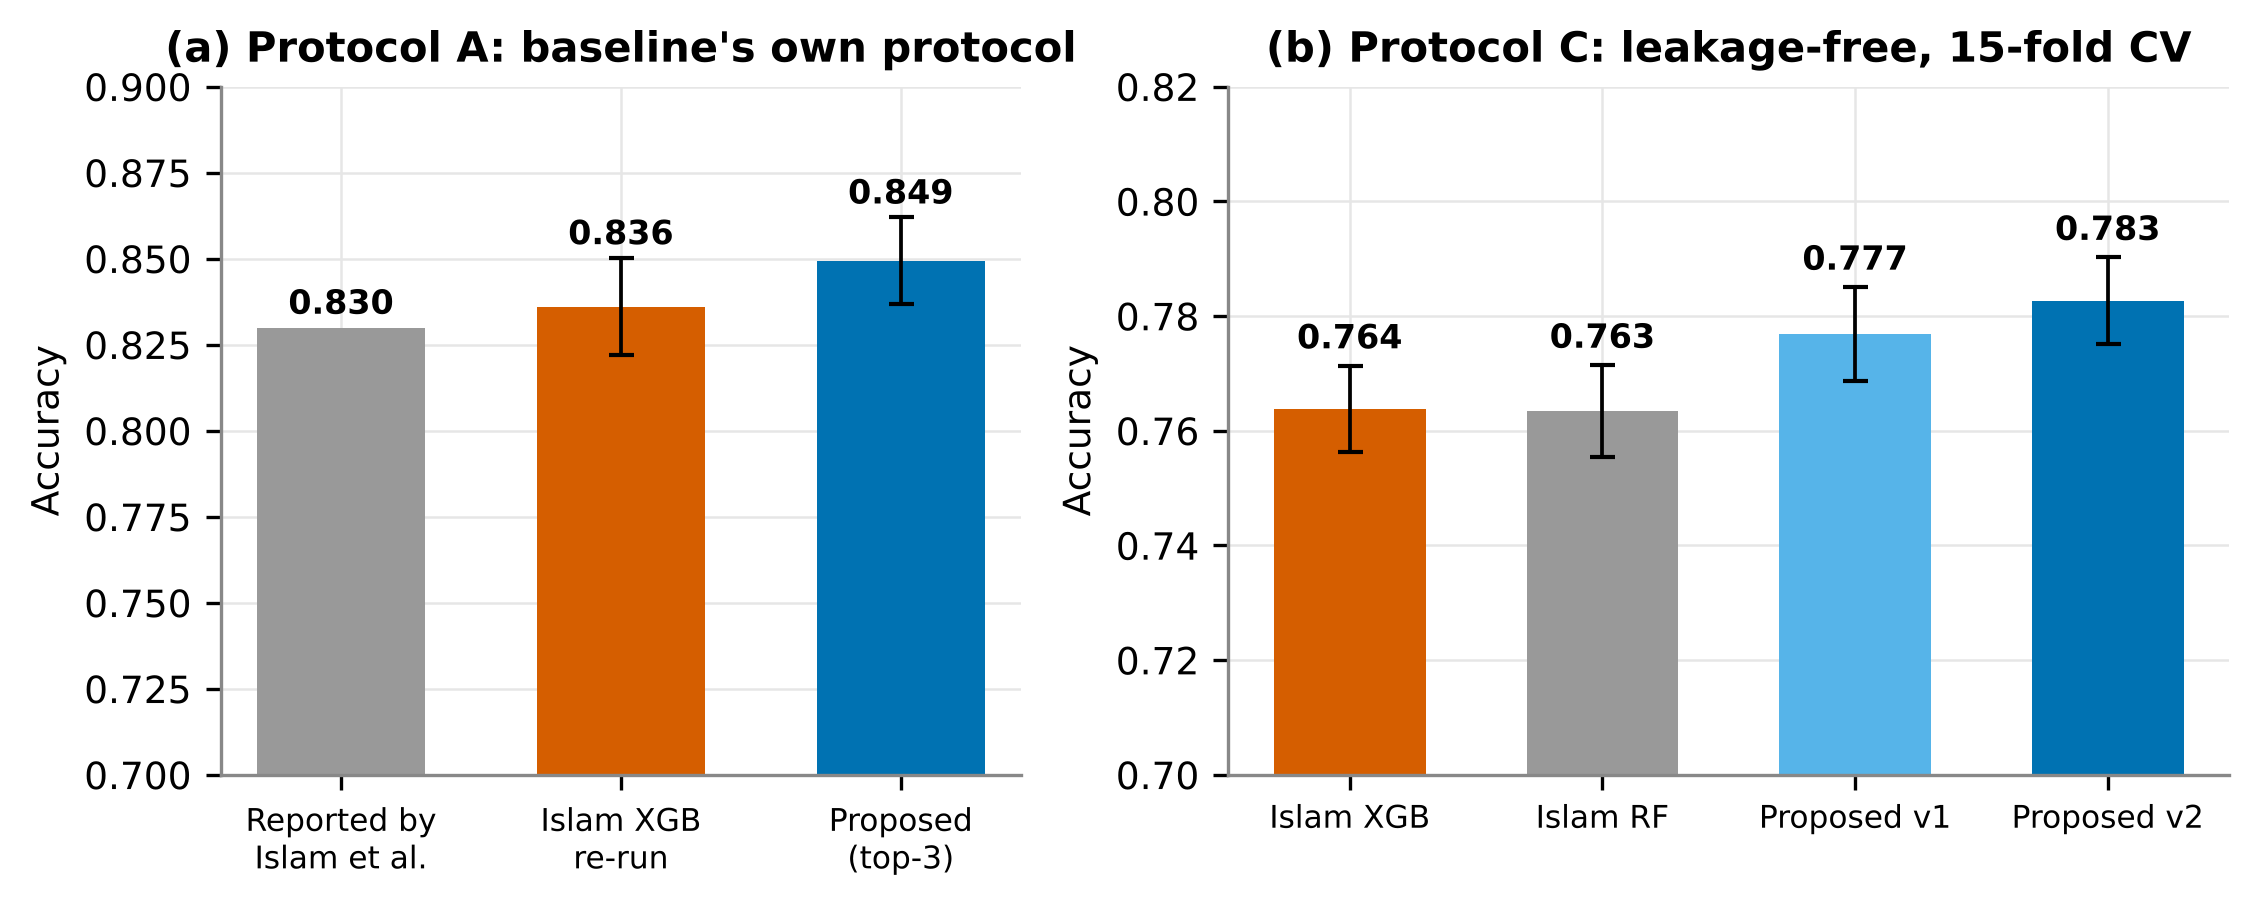 (a) Protocol A: baseline's own protocol
0.900
0.875
0.850
0.825
0.800
0.775
0.750
0.725
0.700
Accuracy
0.830
0.836
0.849
Reported by
Islam et al.
Islam XGB
re-run
Proposed
(top-3)
(b) Protocol C: leakage-free, 15-fold CV
0.82
0.80
0.78
0.76
0.74
0.72
0.70
Accuracy
0.764
0.763
0.777
0.783
Islam XGB
Islam RF
Proposed v1
Proposed v2